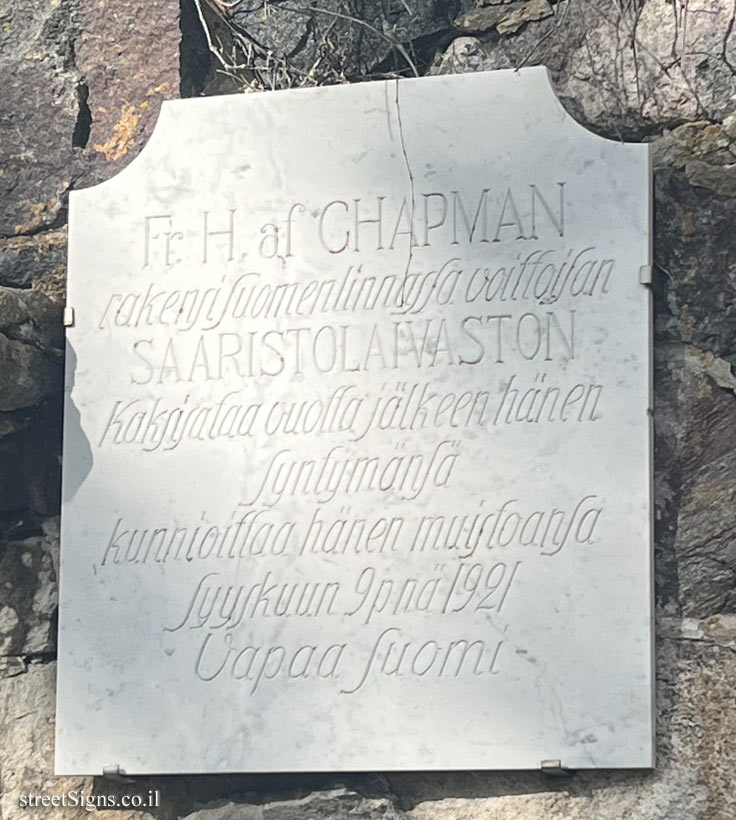 Fr. H. af CHAPMAN
rakensi suomenlinnassa voittoisan
SAARISTOLAIVASTON
Kaksisataa vuotta jälkeen hänen
syntymänsä
kunnioittaa hänen muistoansa
syyskuun 9 p nä 1921
Vapaa Suomi -
streetSigns.co.il